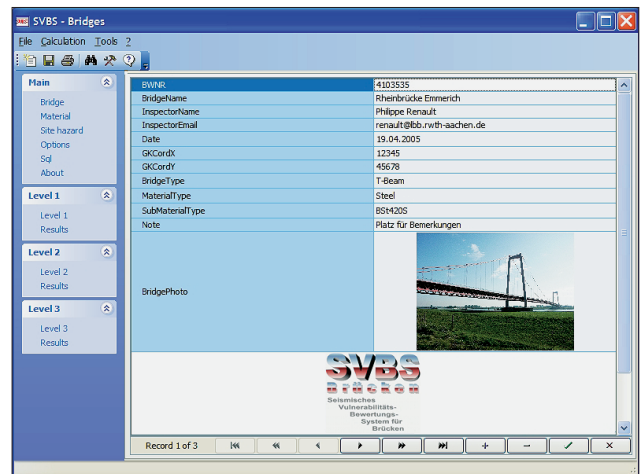 SVBS - Bridges
File Calculation Tools ?
Main
Bridge
Material
Site hazard
Options
Sql
About
Level 1
Level 1
Results
Level 2
Level 2
Results
Level 3
Level 3
Results
BWNR 4103535
BridgeName Rheinbrücke Emmerich
InspectorName Philippe Renault
InspectorEmail renault@lbb.rwth-aachen.de
Date 19.04.2005
GKCordX 12345
GKCordY 45678
BridgeType T-Beam
MaterialType Steel
SubMaterialType BSt420S
Note Platz für Bemerkungen
BridgePhoto
SVBS
Brücken
Seismisches
Vulnerabilitäts-
Bewertungs-
System für
Brücken
Record 1 of 3